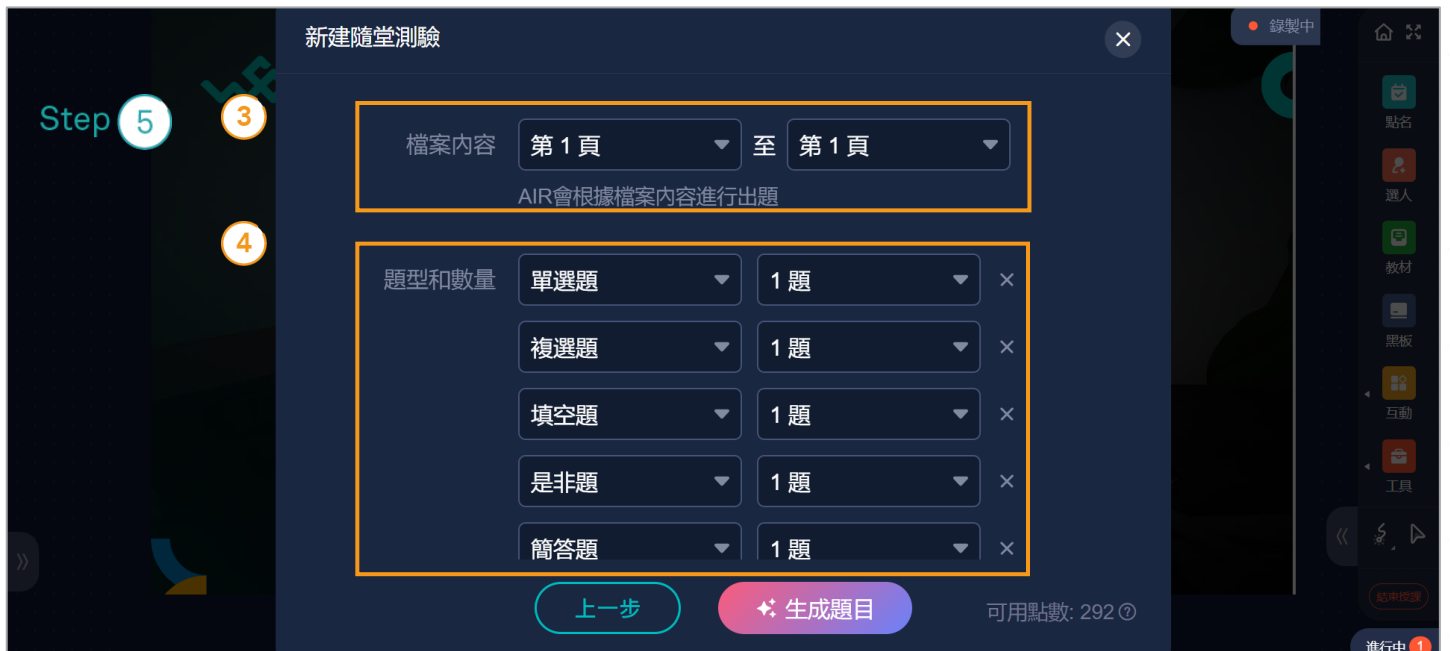 新建隨堂測驗
錄製中
Step 5
3
檔案內容 第 1 頁 至 第 1 頁
AIR會根據檔案內容進行出題
4
題型和數量 單選題 1 題
複選題 1 題
填空題 1 題
是非題 1 題
簡答題 1 題
上一步 生成題目 可用點數: 292
點名
選人
教材
黑板
互動
工具
結束授課
進行中 1